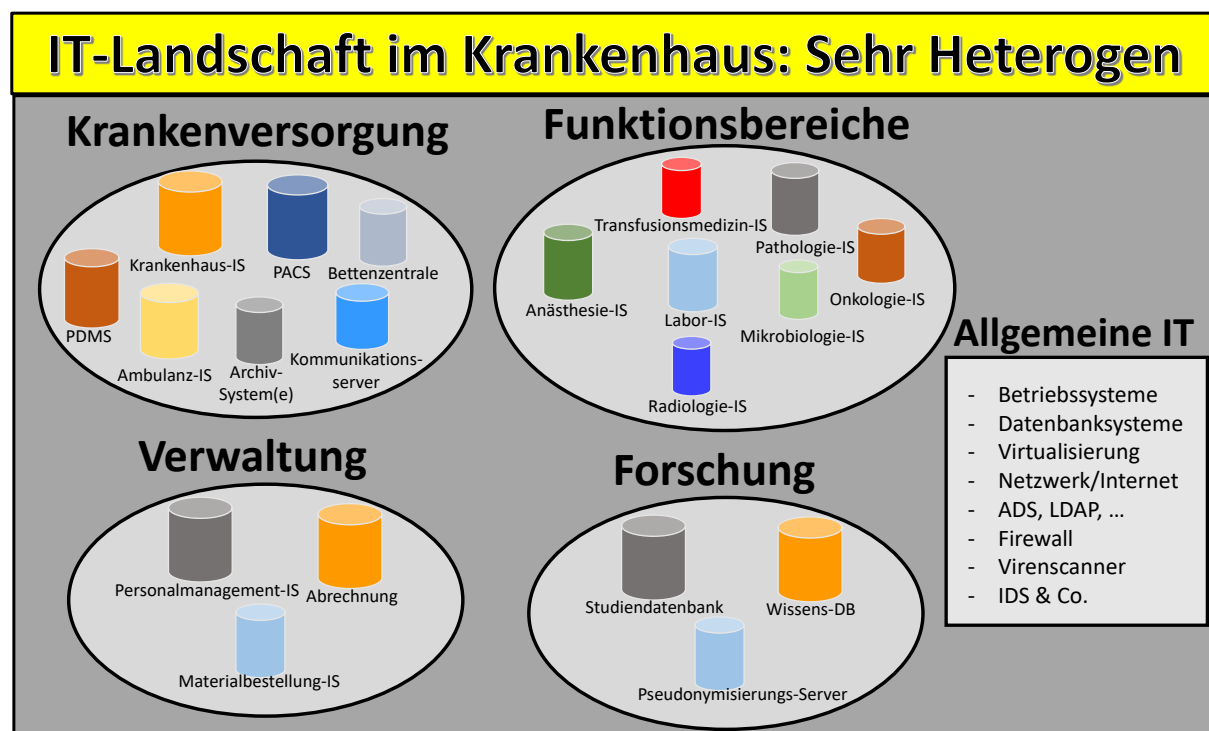 IT-Landschaft im Krankenhaus: Sehr Heterogen
Krankenversorgung
Krankenhaus-IS
PACS
Bettenzentrale
PDMS
Ambulanz-IS
Archiv-
System(e)
Kommunikations-
server
Funktionsbereiche
Transfusionsmedizin-IS
Pathologie-IS
Anästhesie-IS
Labor-IS
Mikrobiologie-IS
Onkologie-IS
Radiologie-IS
Allgemeine IT
- Betriebssysteme
- Datenbanksysteme
- Virtualisierung
- Netzwerk/Internet
- ADS, LDAP, ...
- Firewall
- Virenscanner
- IDS & Co.
Verwaltung
Personalmanagement-IS
Abrechnung
Materialbestellung-IS
Forschung
Studiendatenbank
Wissens-DB
Pseudonymisierungs-Server